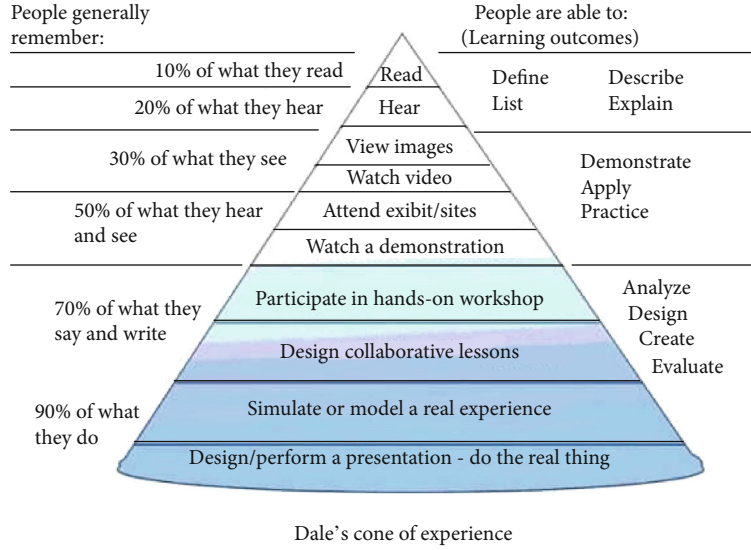 People generally
remember:
People are able to:
(Learning outcomes)
10% of what they read
Read
Define
Describe
List
Explain
20% of what they hear
Hear
30% of what they see
View images
Watch video
Demonstrate
Apply
Practice
50% of what they hear
and see
Attend exibit/sites
Watch a demonstration
70% of what they
say and write
Participate in hands-on workshop
Design collaborative lessons
Analyze
Design
Create
Evaluate
90% of what
they do
Simulate or model a real experience
Design/perform a presentation - do the real thing
Dale's cone of experience